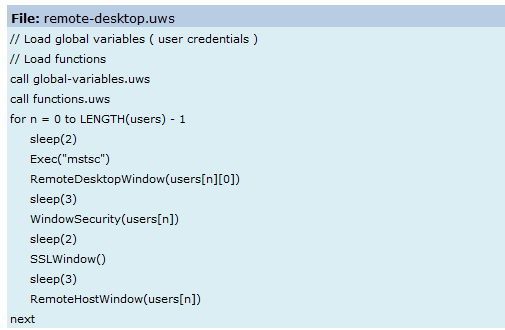 File: remote-desktop.uws
// Load global variables ( user credentials )
// Load functions
call global-variables.uws
call functions.uws
for n = 0 to LENGTH(users) - 1
sleep(2)
Exec("mstsc")
RemoteDesktopWindow(users[n][0])
sleep(3)
WindowSecurity(users[n])
sleep(2)
SSLWindow()
sleep(3)
RemoteHostWindow(users[n])
next